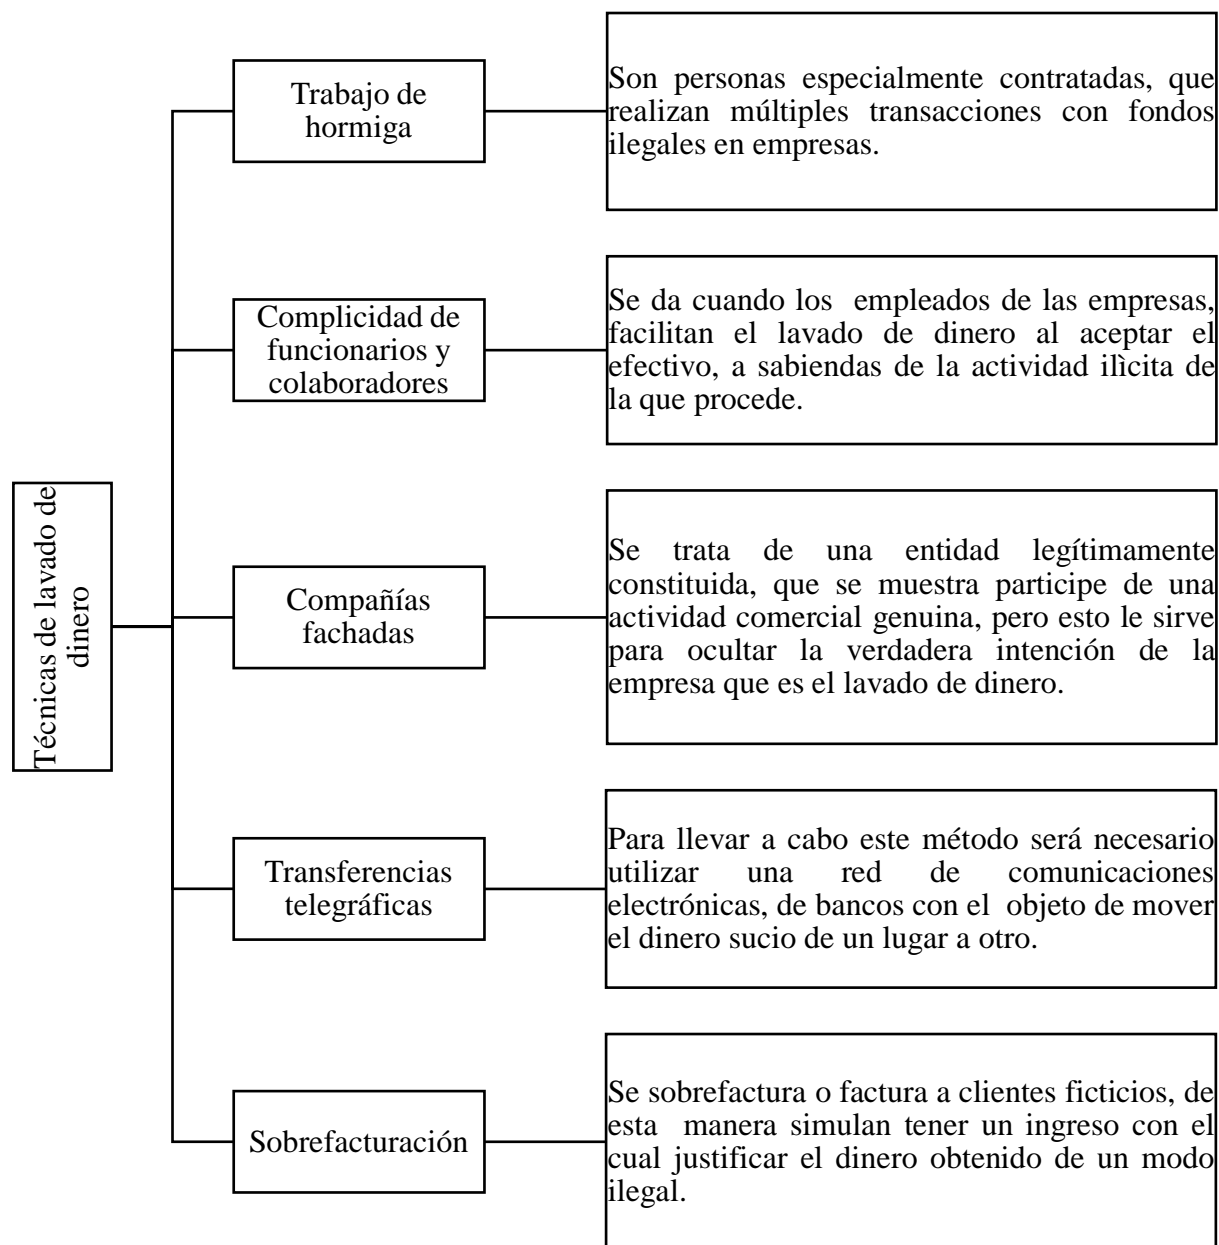 Técnicas de lavado de
dinero
Trabajo de
hormiga
Son personas especialmente contratadas, que
realizan múltiples transacciones con fondos
ilegales en empresas.
Complicidad de
funcionarios y
colaboradores
Se da cuando los empleados de las empresas,
facilitan el lavado de dinero al aceptar el
efectivo, a sabiendas de la actividad ilìcita de
la que procede.
Compañías
fachadas
Se trata de una entidad legítimamente
constituida, que se muestra participe de una
actividad comercial genuina, pero esto le sirve
para ocultar la verdadera intención de la
empresa que es el lavado de dinero.
Transferencias
telegráficas
Para llevar a cabo este método será necesario
utilizar una red de comunicaciones
electrónicas, de bancos con el objeto de mover
el dinero sucio de un lugar a otro.
Sobrefacturación
Se sobrefactura o factura a clientes ficticios, de
esta manera simulan tener un ingreso con el
cual justificar el dinero obtenido de un modo
ilegal.